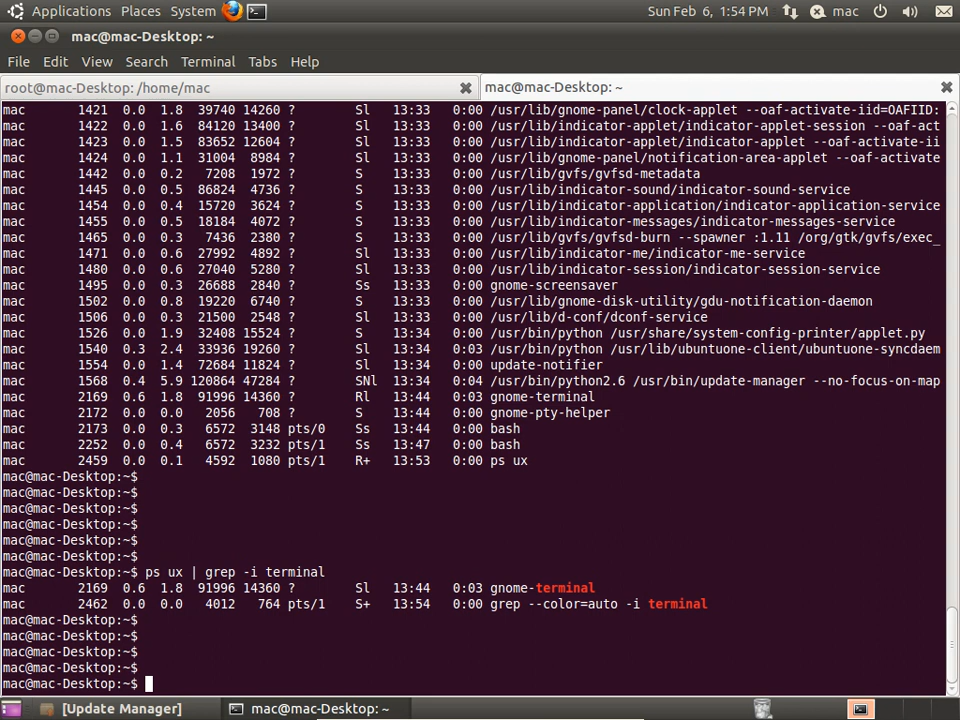 Applications Places System Sun Feb 6, 1:54 PM mac
mac@mac-Desktop: ~
File Edit View Search Terminal Tabs Help
root@mac-Desktop: /home/mac mac@mac-Desktop: ~
mac 1421 0.0 1.8 39740 14260 ? Sl 13:33 0:00 /usr/lib/gnome-panel/clock-applet --oaf-activate-iid=OAFIID:
mac 1422 0.0 1.6 84120 13400 ? Sl 13:33 0:00 /usr/lib/indicator-applet/indicator-applet-session --oaf-act
mac 1423 0.0 1.5 83652 12604 ? Sl 13:33 0:00 /usr/lib/indicator-applet/indicator-applet --oaf-activate-ii
mac 1424 0.0 1.1 31004 8984 ? Sl 13:33 0:00 /usr/lib/gnome-panel/notification-area-applet --oaf-activate
mac 1442 0.0 0.2 7208 1972 ? S 13:33 0:00 /usr/lib/gvfs/gvfsd-metadata
mac 1445 0.0 0.5 86824 4736 ? S 13:33 0:00 /usr/lib/indicator-sound/indicator-sound-service
mac 1454 0.0 0.4 15720 3624 ? S 13:33 0:00 /usr/lib/indicator-application/indicator-application-service
mac 1455 0.0 0.5 18184 4072 ? S 13:33 0:00 /usr/lib/indicator-messages/indicator-messages-service
mac 1465 0.0 0.3 7436 2380 ? S 13:33 0:00 /usr/lib/gvfs/gvfsd-burn --spawner :1.11 /org/gtk/gvfs/exec_
mac 1471 0.0 0.6 27992 4892 ? Sl 13:33 0:00 /usr/lib/indicator-me/indicator-me-service
mac 1480 0.0 0.6 27040 5280 ? Sl 13:33 0:00 /usr/lib/indicator-session/indicator-session-service
mac 1495 0.0 0.3 26688 2840 ? Ss 13:33 0:00 gnome-screensaver
mac 1502 0.0 0.8 19220 6740 ? S 13:33 0:00 /usr/lib/gnome-disk-utility/gdu-notification-daemon
mac 1506 0.0 0.3 21500 2548 ? Sl 13:33 0:00 /usr/lib/d-conf/dconf-service
mac 1526 0.0 1.9 32408 15524 ? S 13:34 0:00 /usr/bin/python /usr/share/system-config-printer/applet.py
mac 1540 0.3 2.4 33936 19260 ? Sl 13:34 0:03 /usr/bin/python /usr/lib/ubuntuone-client/ubuntuone-syncdaem
mac 1554 0.0 1.4 72684 11824 ? Sl 13:34 0:00 update-notifier
mac 1568 0.4 5.9 120864 47284 ? SNl 13:34 0:04 /usr/bin/python2.6 /usr/bin/update-manager --no-focus-on-map
mac 2169 0.6 1.8 91996 14360 ? Rl 13:44 0:03 gnome-terminal
mac 2172 0.0 0.0 2056 708 ? S 13:44 0:00 gnome-pty-helper
mac 2173 0.0 0.3 6572 3148 pts/0 Ss 13:44 0:00 bash
mac 2252 0.0 0.4 6572 3232 pts/1 Ss 13:47 0:00 bash
mac 2459 0.0 0.1 4592 1080 pts/1 R+ 13:53 0:00 ps ux
mac@mac-Desktop:~$
mac@mac-Desktop:~$
mac@mac-Desktop:~$
mac@mac-Desktop:~$
mac@mac-Desktop:~$
mac@mac-Desktop:~$
mac@mac-Desktop:~$ ps ux | grep -i terminal
mac 2169 0.6 1.8 91996 14360 ? Sl 13:44 0:03 gnome-terminal
mac 2462 0.0 0.0 4012 764 pts/1 S+ 13:54 0:00 grep --color=auto -i terminal
mac@mac-Desktop:~$
mac@mac-Desktop:~$
mac@mac-Desktop:~$
mac@mac-Desktop:~$
mac@mac-Desktop:~$
[Update Manager] mac@mac-Desktop: ~